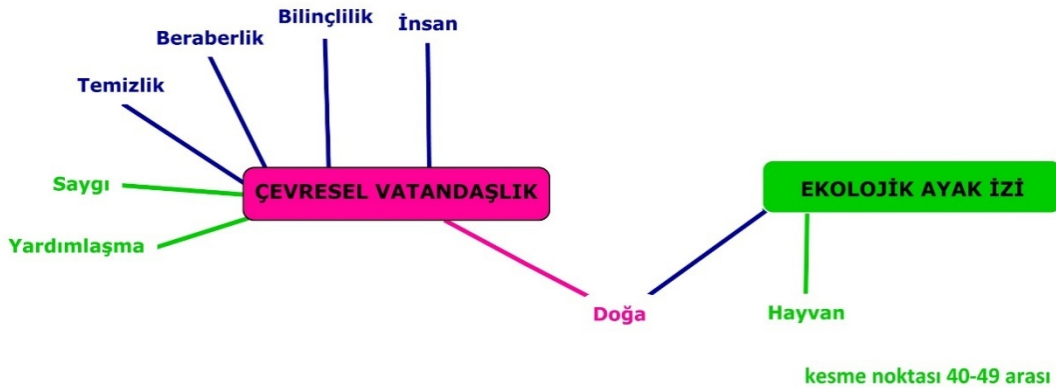 Bilinçlilik
İnsan
Beraberlik
Temizlik
Saygı
ÇEVRESEL VATANDAŞLIK
EKOLOJİK AYAK İZİ
Yardımlaşma
Doğa
Hayvan
kesme noktası 40-49 arası